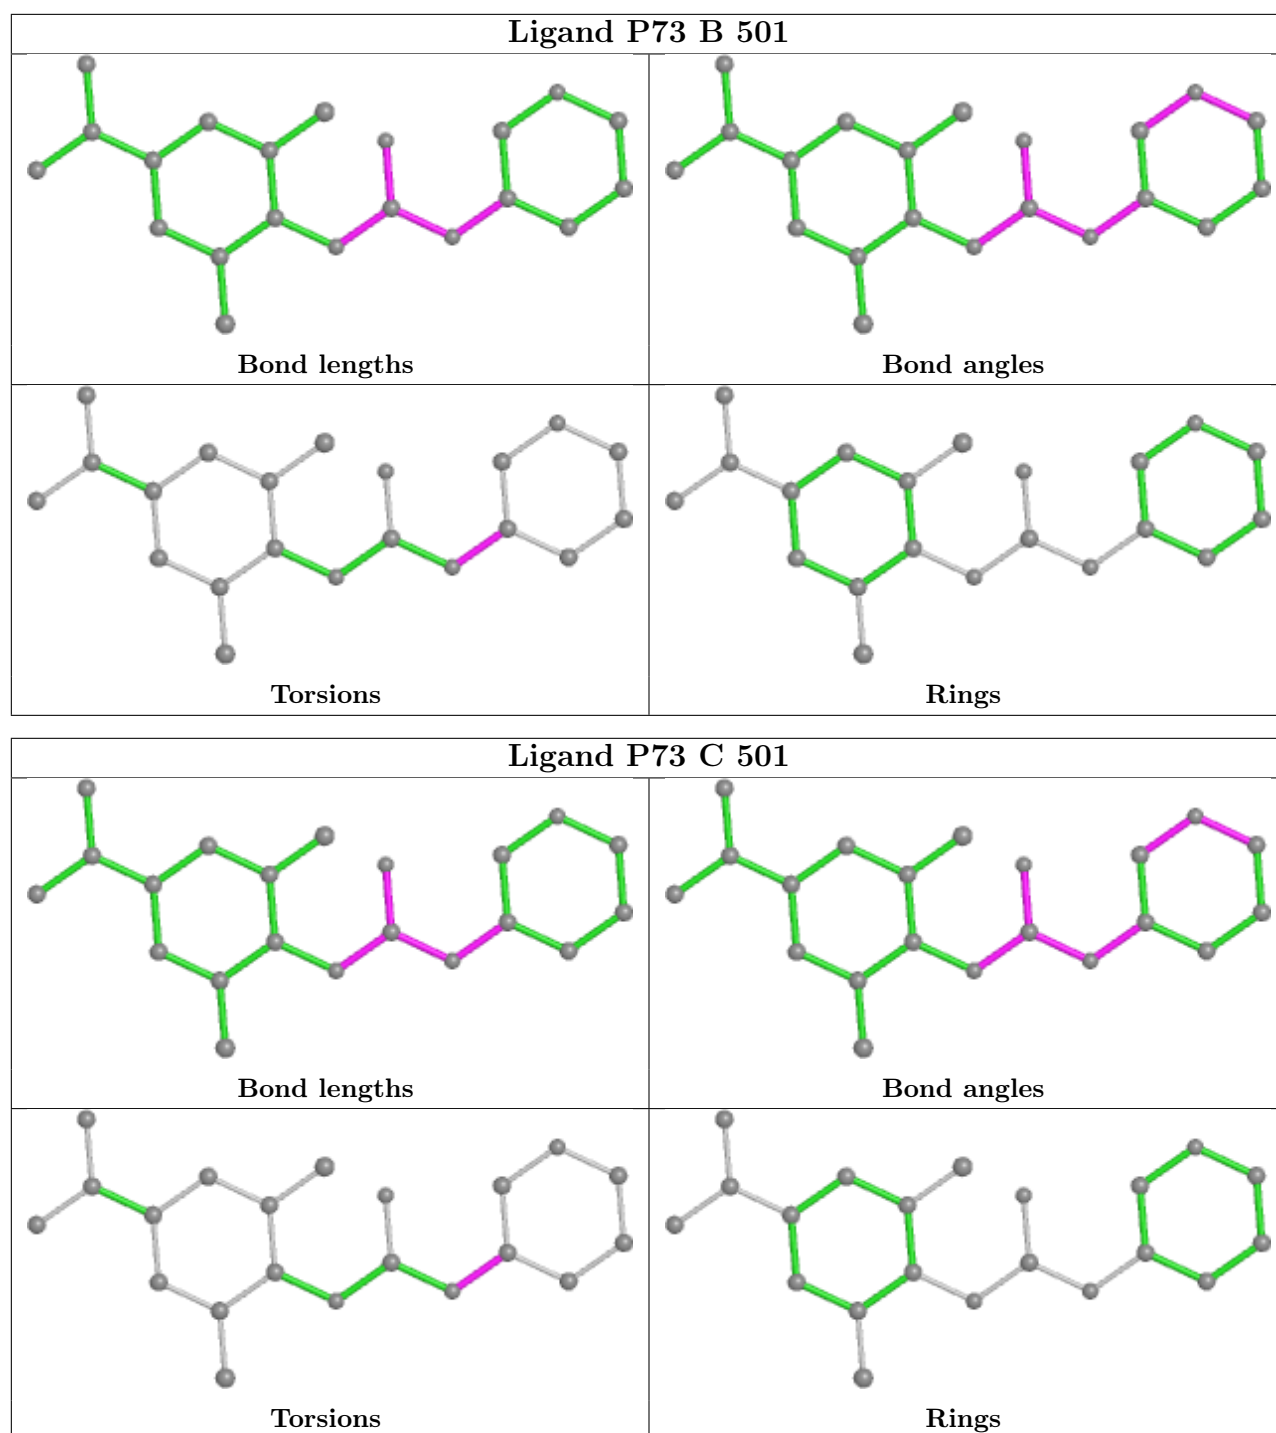 Ligand P73 B 501
Bond lengths
Bond angles
Torsions
Rings
Ligand P73 C 501
Bond lengths
Bond angles
Torsions
Rings